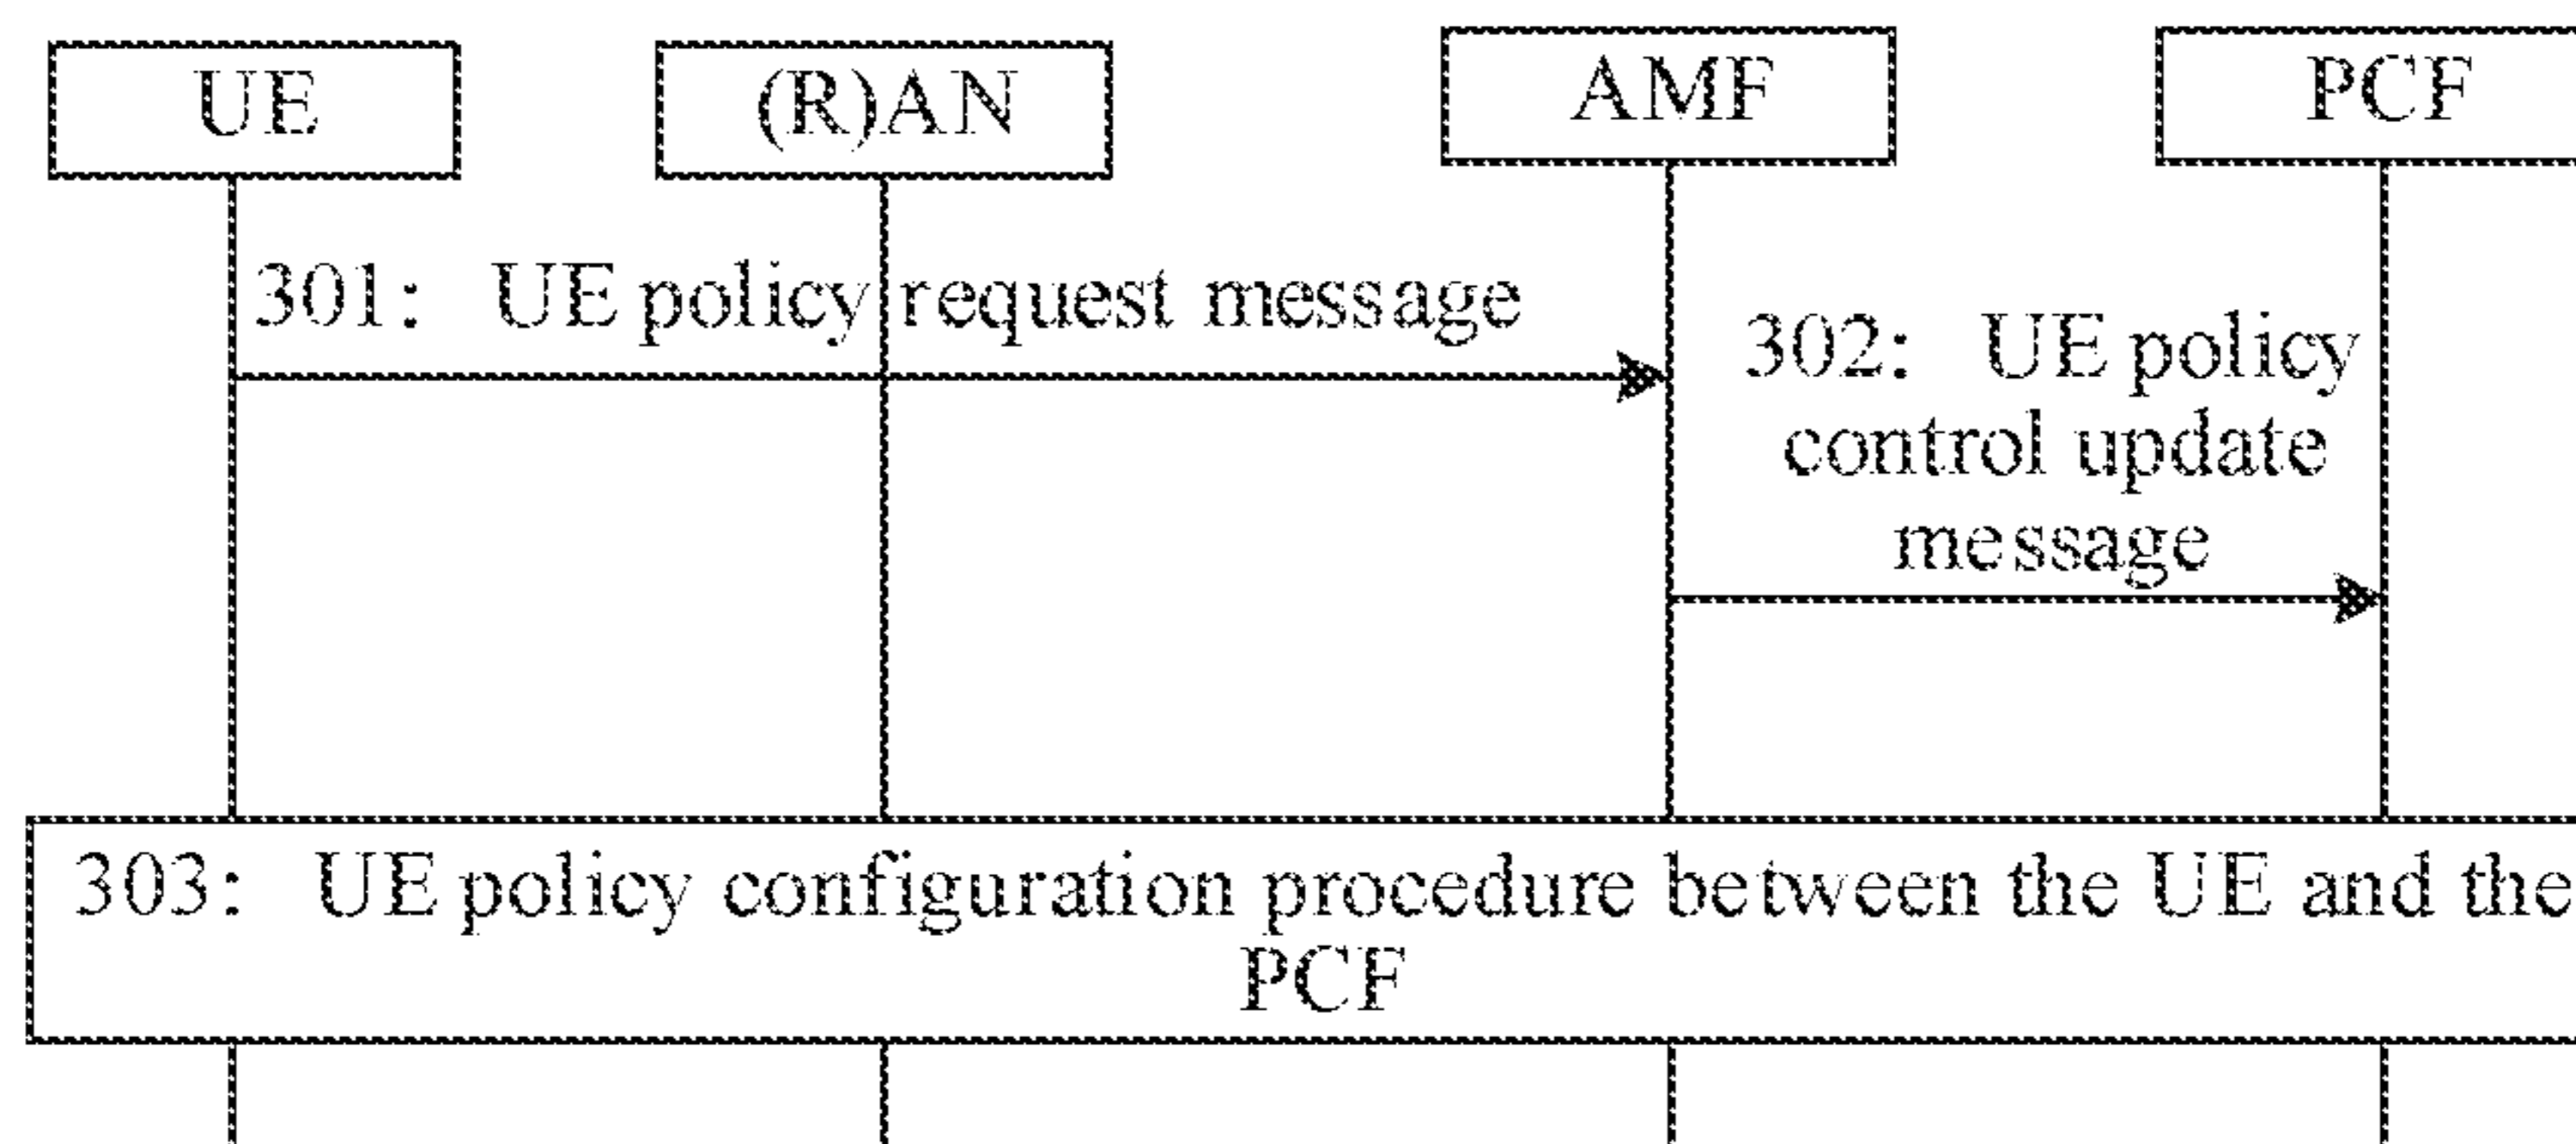 UE
(R)AN
AMF
PCF
301: UE policy request message
302: UE policy
control update
message
303: UE policy configuration procedure between the UE and the
PCF